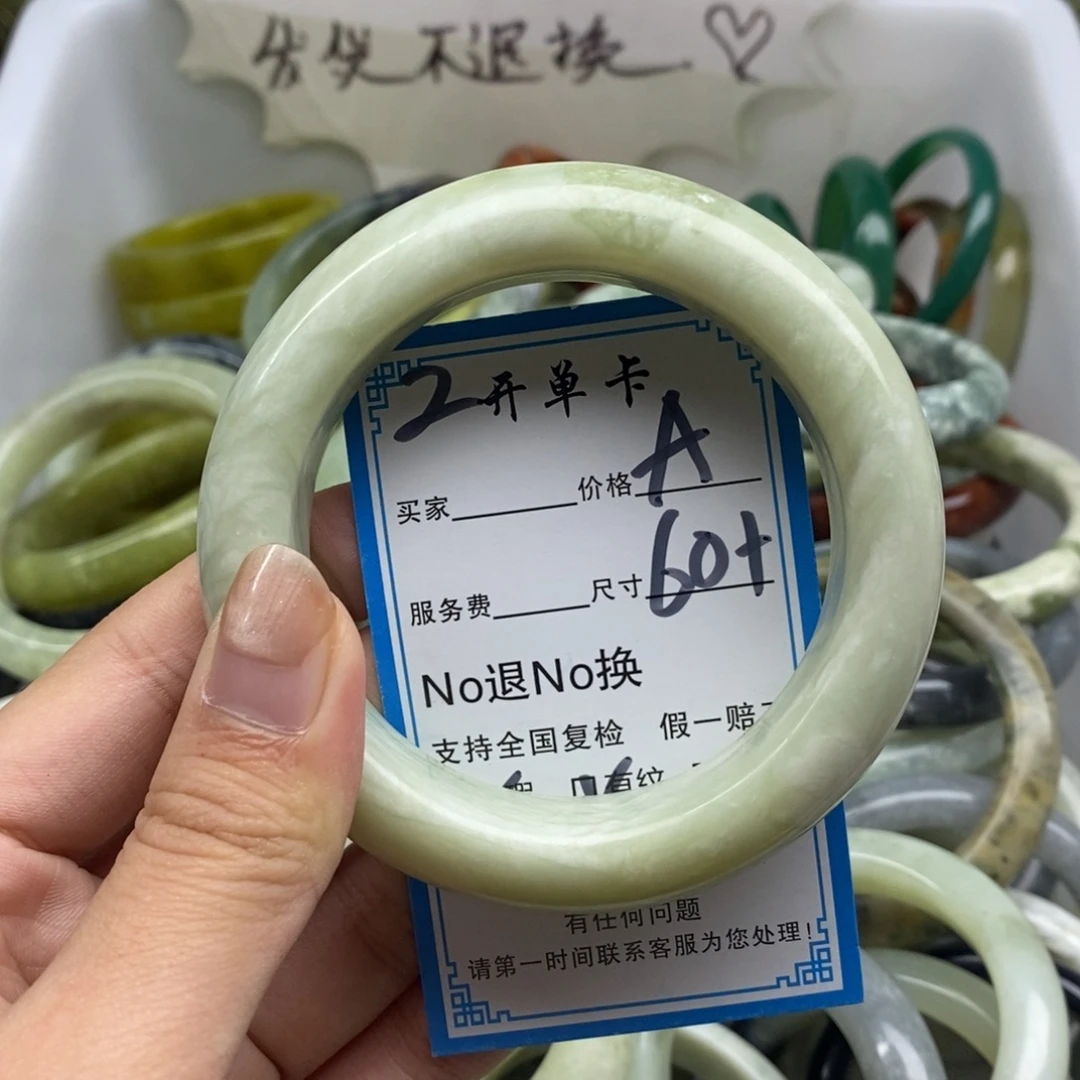 不退换
2 开单卡
买家 价格 A
服务费 尺寸 60+
No退No换
支持全国复检 假一赔
有纹
有任何问题
请第一时间联系客服为您处理!